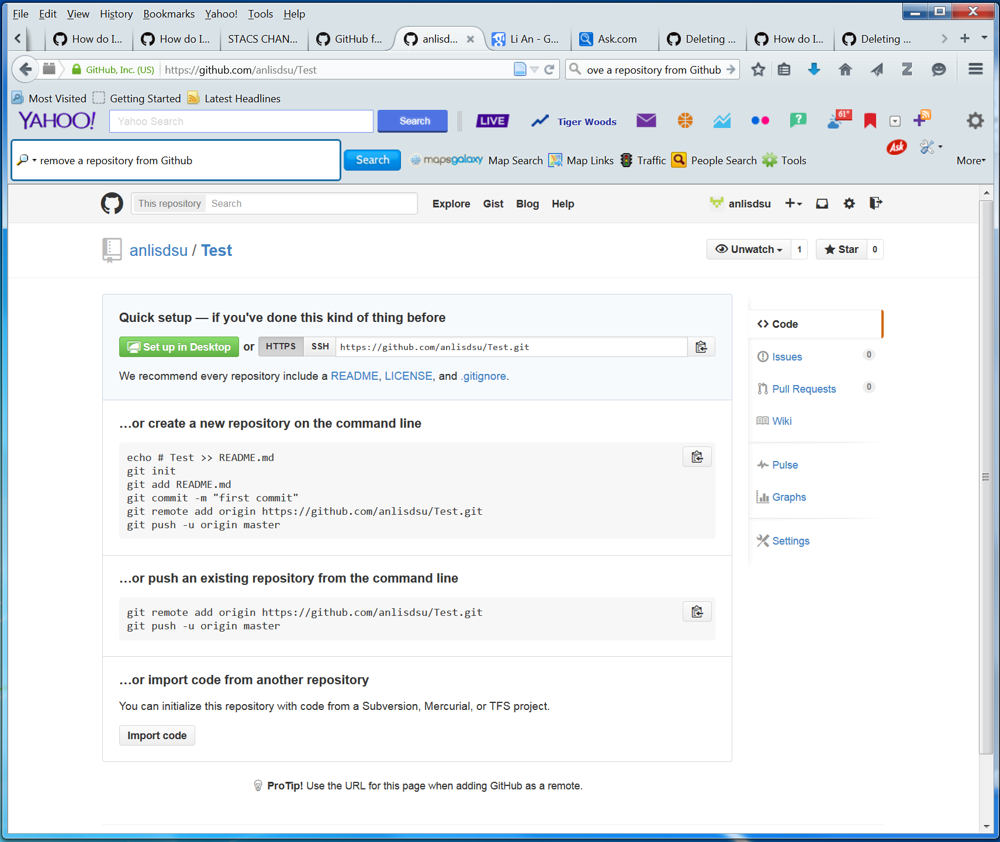 File Edit View History Bookmarks Yahoo! Tools Help
How do I... How do I... STACS CHAN... GitHub f... anlisd... Li An - G... Ask.com Deleting ... How do I... Deleting ...
GitHub, Inc. (US) https://github.com/anlisdsu/Test ove a repository from Github
Most Visited Getting Started Latest Headlines
YAHOO! Yahoo Search Search LIVE Tiger Woods ? 61°
remove a repository from Github Search mapsgalaxy Map Search Map Links Traffic People Search Tools Ask More
This repository Search Explore Gist Blog Help anlisdsu
anlisdsu / Test Unwatch 1 Star 0
Quick setup — if you've done this kind of thing before
Set up in Desktop or HTTPS SSH https://github.com/anlisdsu/Test.git
We recommend every repository include a README, LICENSE, and .gitignore.
…or create a new repository on the command line
echo # Test >> README.md
git init
git add README.md
git commit -m "first commit"
git remote add origin https://github.com/anlisdsu/Test.git
git push -u origin master
…or push an existing repository from the command line
git remote add origin https://github.com/anlisdsu/Test.git
git push -u origin master
…or import code from another repository
You can initialize this repository with code from a Subversion, Mercurial, or TFS project.
Import code
ProTip! Use the URL for this page when adding GitHub as a remote.
Code
Issues 0
Pull Requests 0
Wiki
Pulse
Graphs
Settings